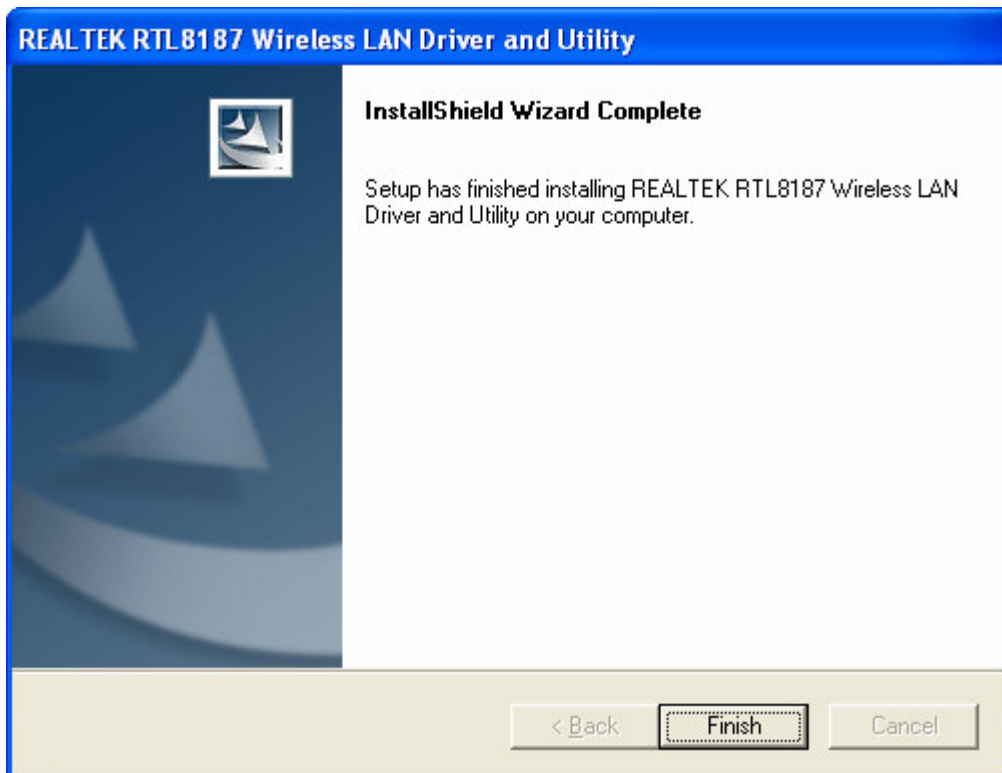 REALTEK RTL8187 Wireless LAN Driver and Utility
InstallShield Wizard Complete
Setup has finished installing REALTEK RTL8187 Wireless LAN
Driver and Utility on your computer.
< Back
Finish
Cancel